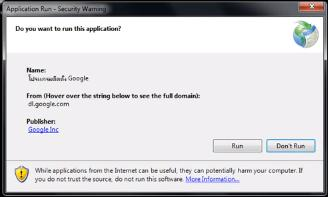 Application Run - Security Warning
Do you want to run this application?
Name:
โปรแกรมติดตั้ง Google
From (Hover over the string below to see the full domain):
dl.google.com
Publisher:
Google Inc
Run
Don't Run
While applications from the Internet can be useful, they can potentially harm your computer. If
you do not trust the source, do not run this software. More Information...